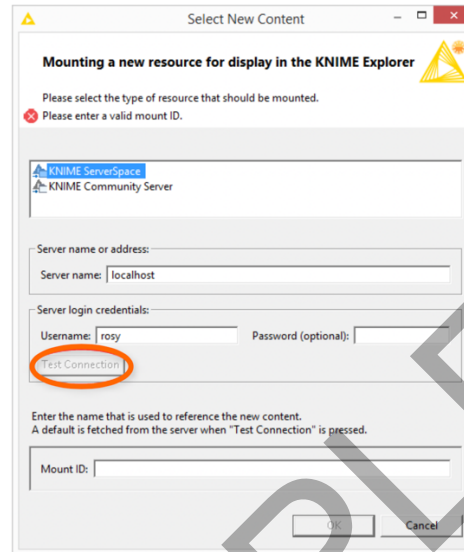 Select New Content
Mounting a new resource for display in the KNIME Explorer
Please select the type of resource that should be mounted.
Please enter a valid mount ID.
KNIME ServerSpace
KNIME Community Server
Server name or address:
Server name: localhost
Server login credentials:
Username: rosy Password (optional):
Test Connection
Enter the name that is used to reference the new content.
A default is fetched from the server when "Test Connection" is pressed.
Mount ID:
OK Cancel